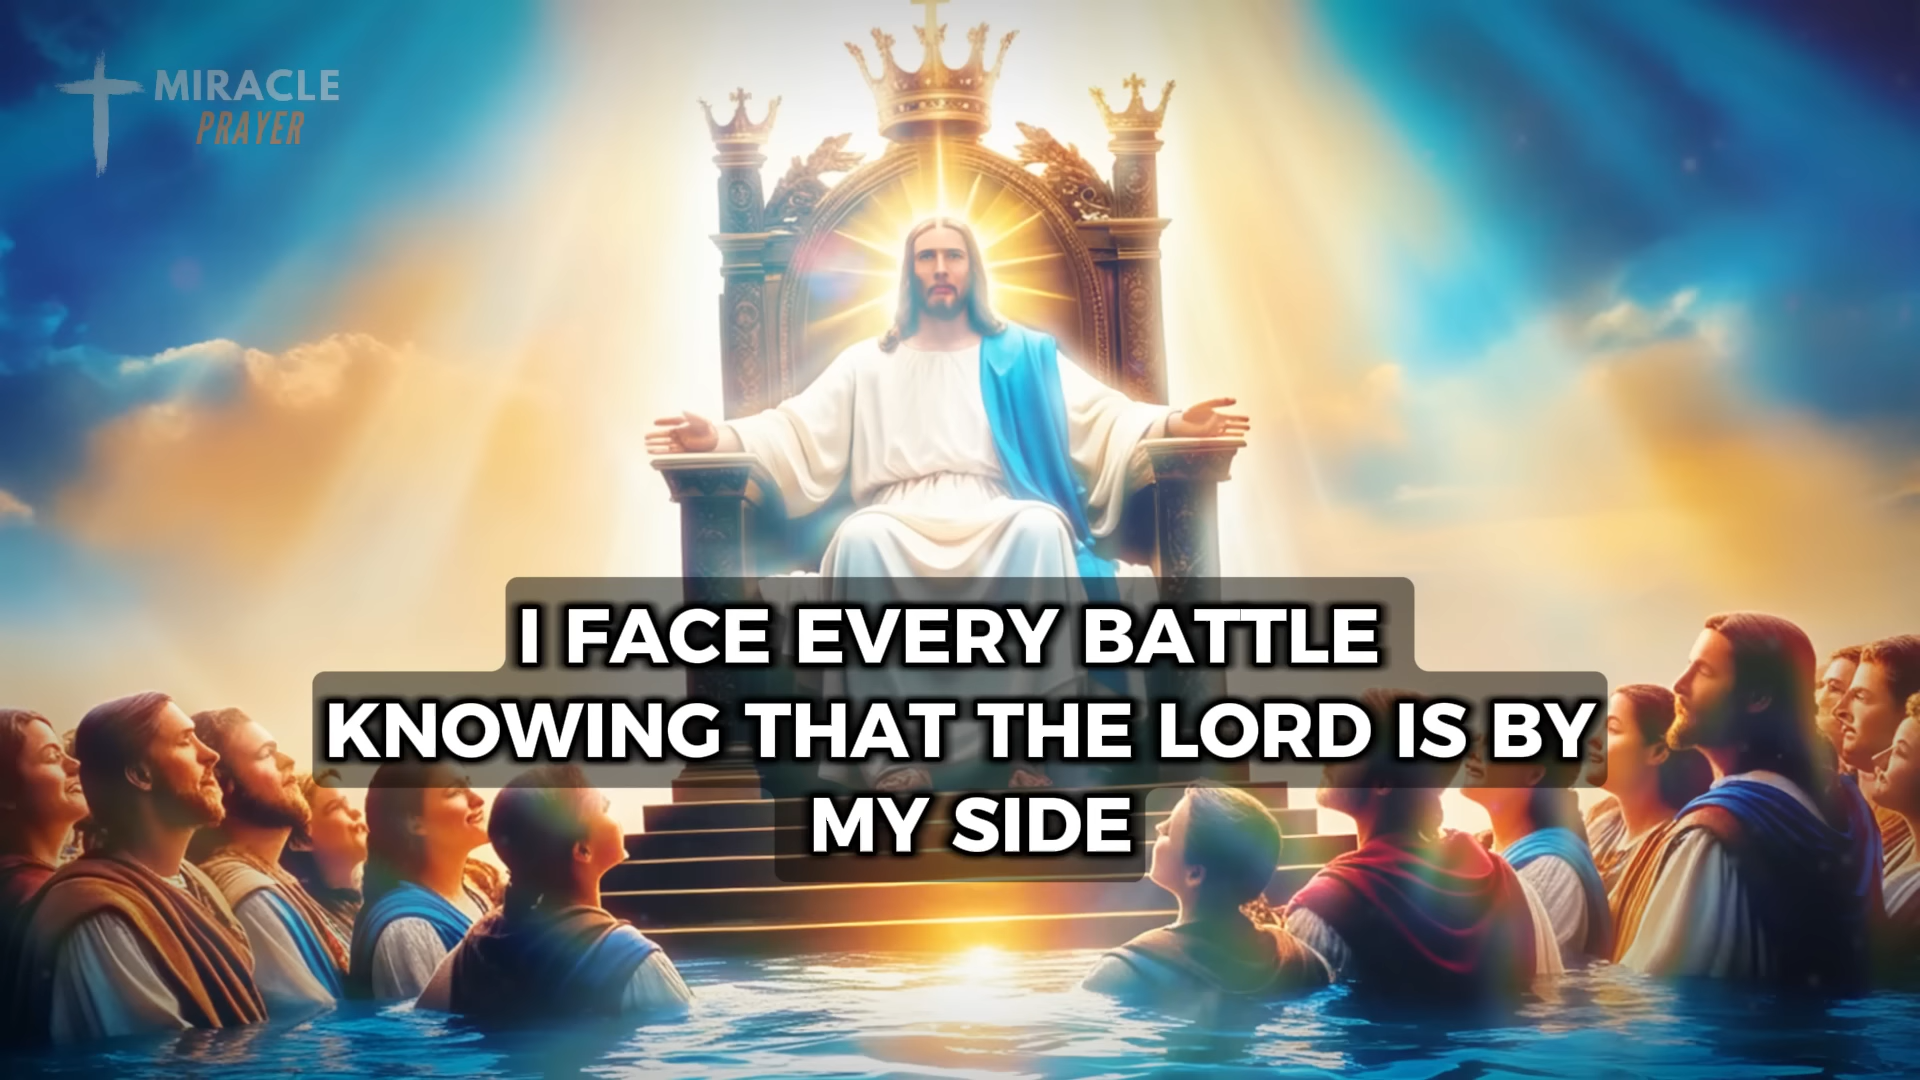 MIRACLE
PRAYER
I FACE EVERY BATTLE
KNOWING THAT THE LORD IS BY
MY SIDE